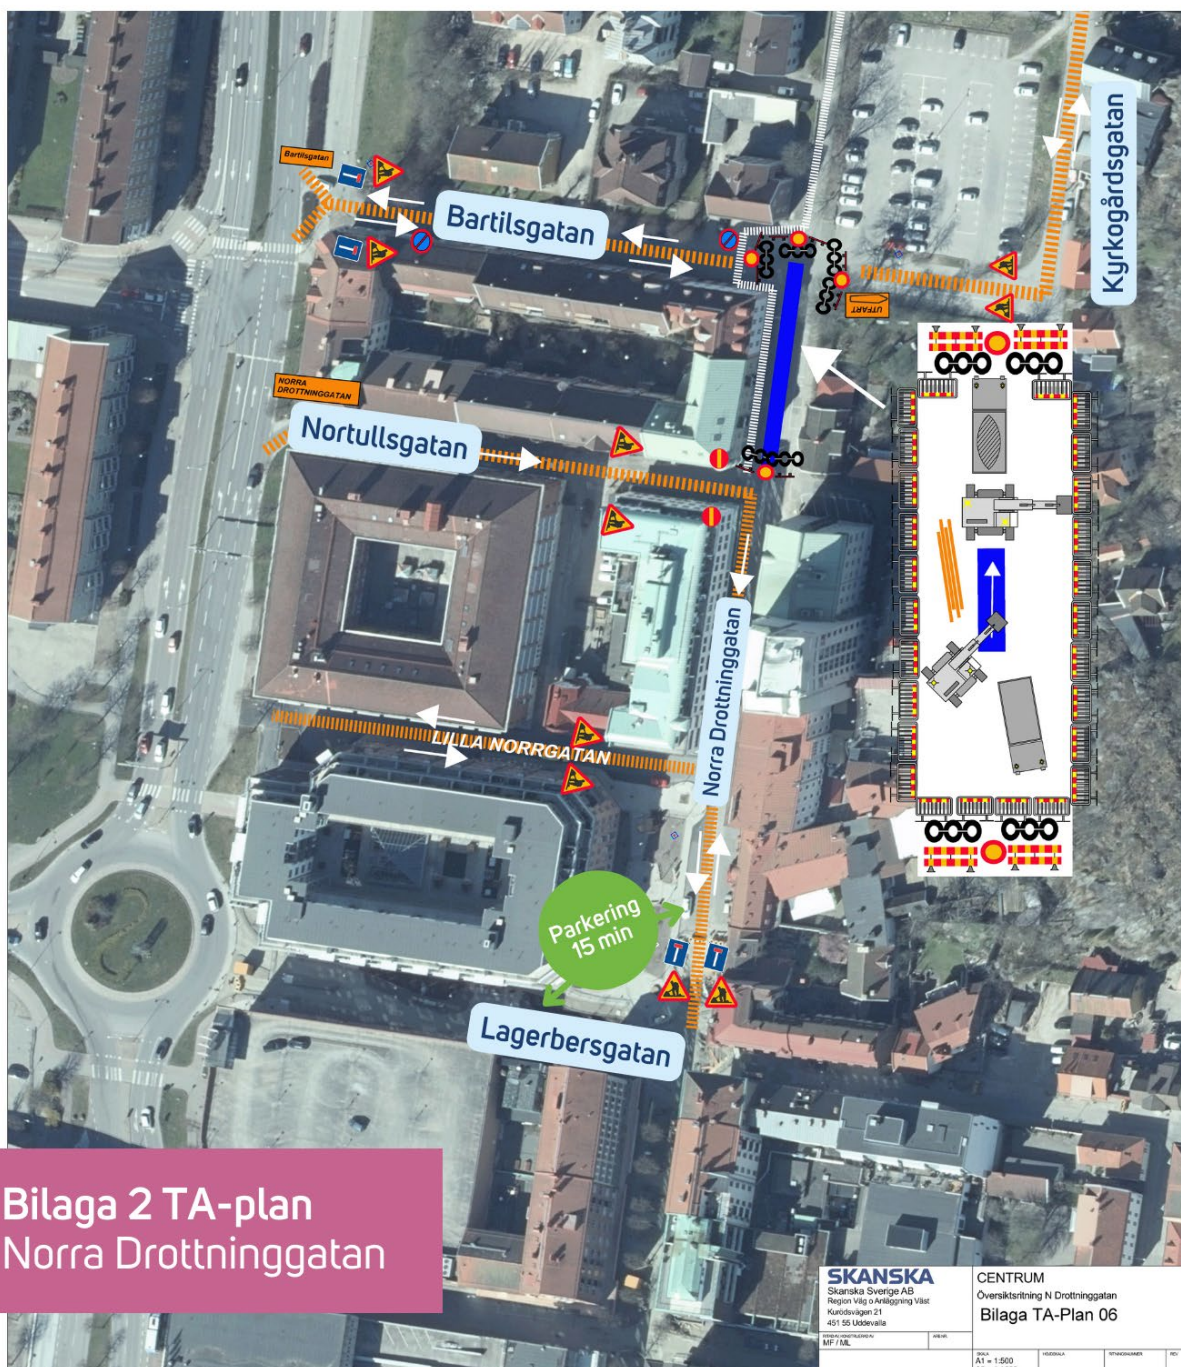 Bartilsgatan
Bartilsgatan
Kyrkogårdsgatan
UTFART
NORRA
DROTTNINGGATAN
Nortullsgatan
Norra Drottninggatan
LILLA NORRGATAN
Parkering
15 min
Lagerbersgatan
Bilaga 2 TA-plan
Norra Drottninggatan
SKANSKA
Skanska Sverige AB
Region Väg o Anläggning Väst
Kurödsvägen 21
451 55 Uddevalla
MF / ML
CENTRUM
Översiktsritning N Drottninggatan
Bilaga TA-Plan 06
SKALA
A1 = 1:500